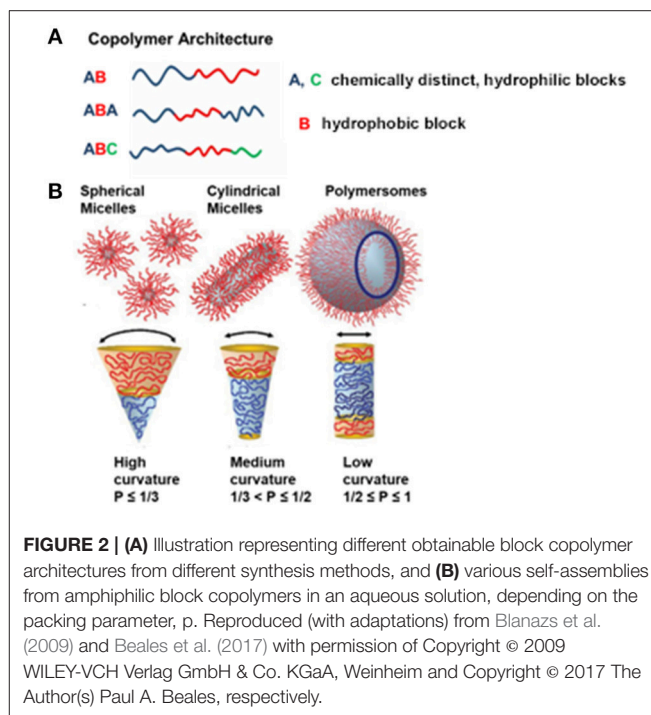 A Copolymer Architecture
AB
A, C chemically distinct, hydrophilic blocks
ABA
B hydrophobic block
ABC
B Spherical Micelles
Cylindrical Micelles
Polymersomes
High curvature P ≤ 1/3
Medium curvature 1/3 < P ≤ 1/2
Low curvature 1/2 ≤ P ≤ 1
FIGURE 2 | (A) Illustration representing different obtainable block copolymer
architectures from different synthesis methods, and (B) various self-assemblies
from amphiphilic block copolymers in an aqueous solution, depending on the
packing parameter, p. Reproduced (with adaptations) from Blanazs et al.
(2009) and Beales et al. (2017) with permission of Copyright © 2009
WILEY-VCH Verlag GmbH & Co. KGaA, Weinheim and Copyright © 2017 The
Author(s) Paul A. Beales, respectively.